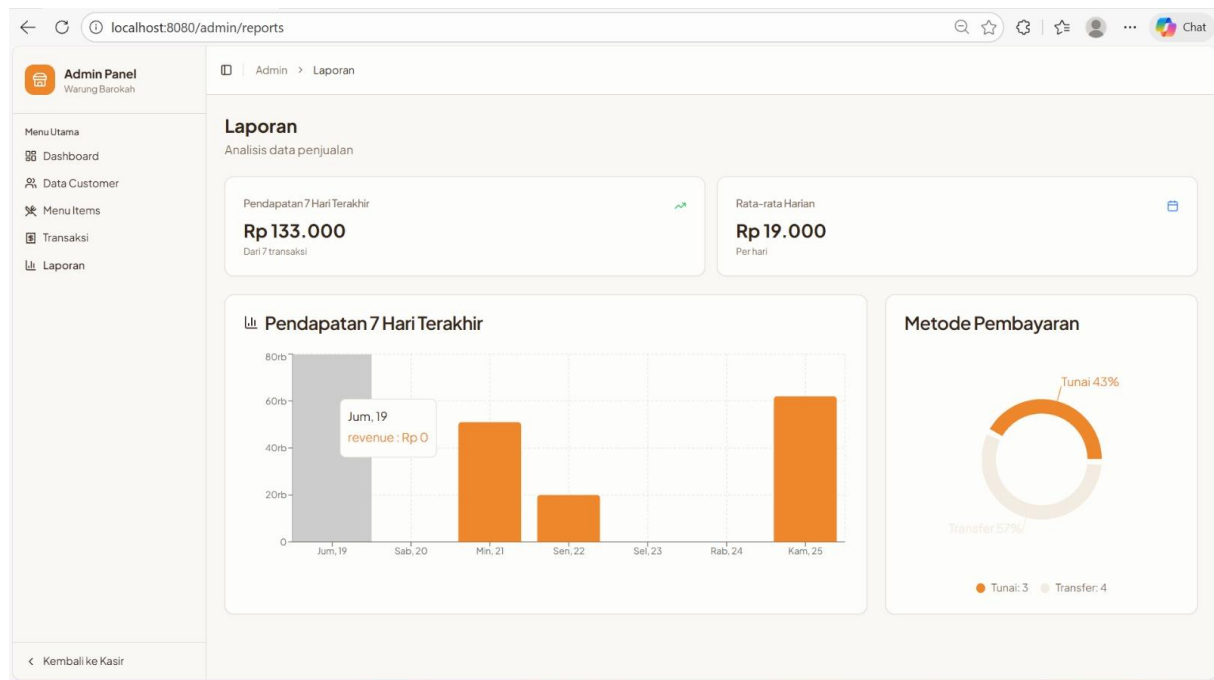 localhost:8080/admin/reports
Chat
Admin Panel
Warung Barokah
Menu Utama
Dashboard
Data Customer
Menu Items
Transaksi
Laporan
Kembali ke Kasir
Admin > Laporan
Laporan
Analisis data penjualan
Pendapatan 7 Hari Terakhir
Rp 133.000
Dari 7 transaksi
Rata-rata Harian
Rp 19.000
Per hari
Pendapatan 7 Hari Terakhir
80rb
60rb
40rb
20rb
0
Jum, 19
revenue : Rp 0
Jum, 19 Sab, 20 Min, 21 Sen, 22 Sel, 23 Rab, 24 Kam, 25
Metode Pembayaran
Tunai 43%
Transfer 57%
Tunai: 3 Transfer: 4